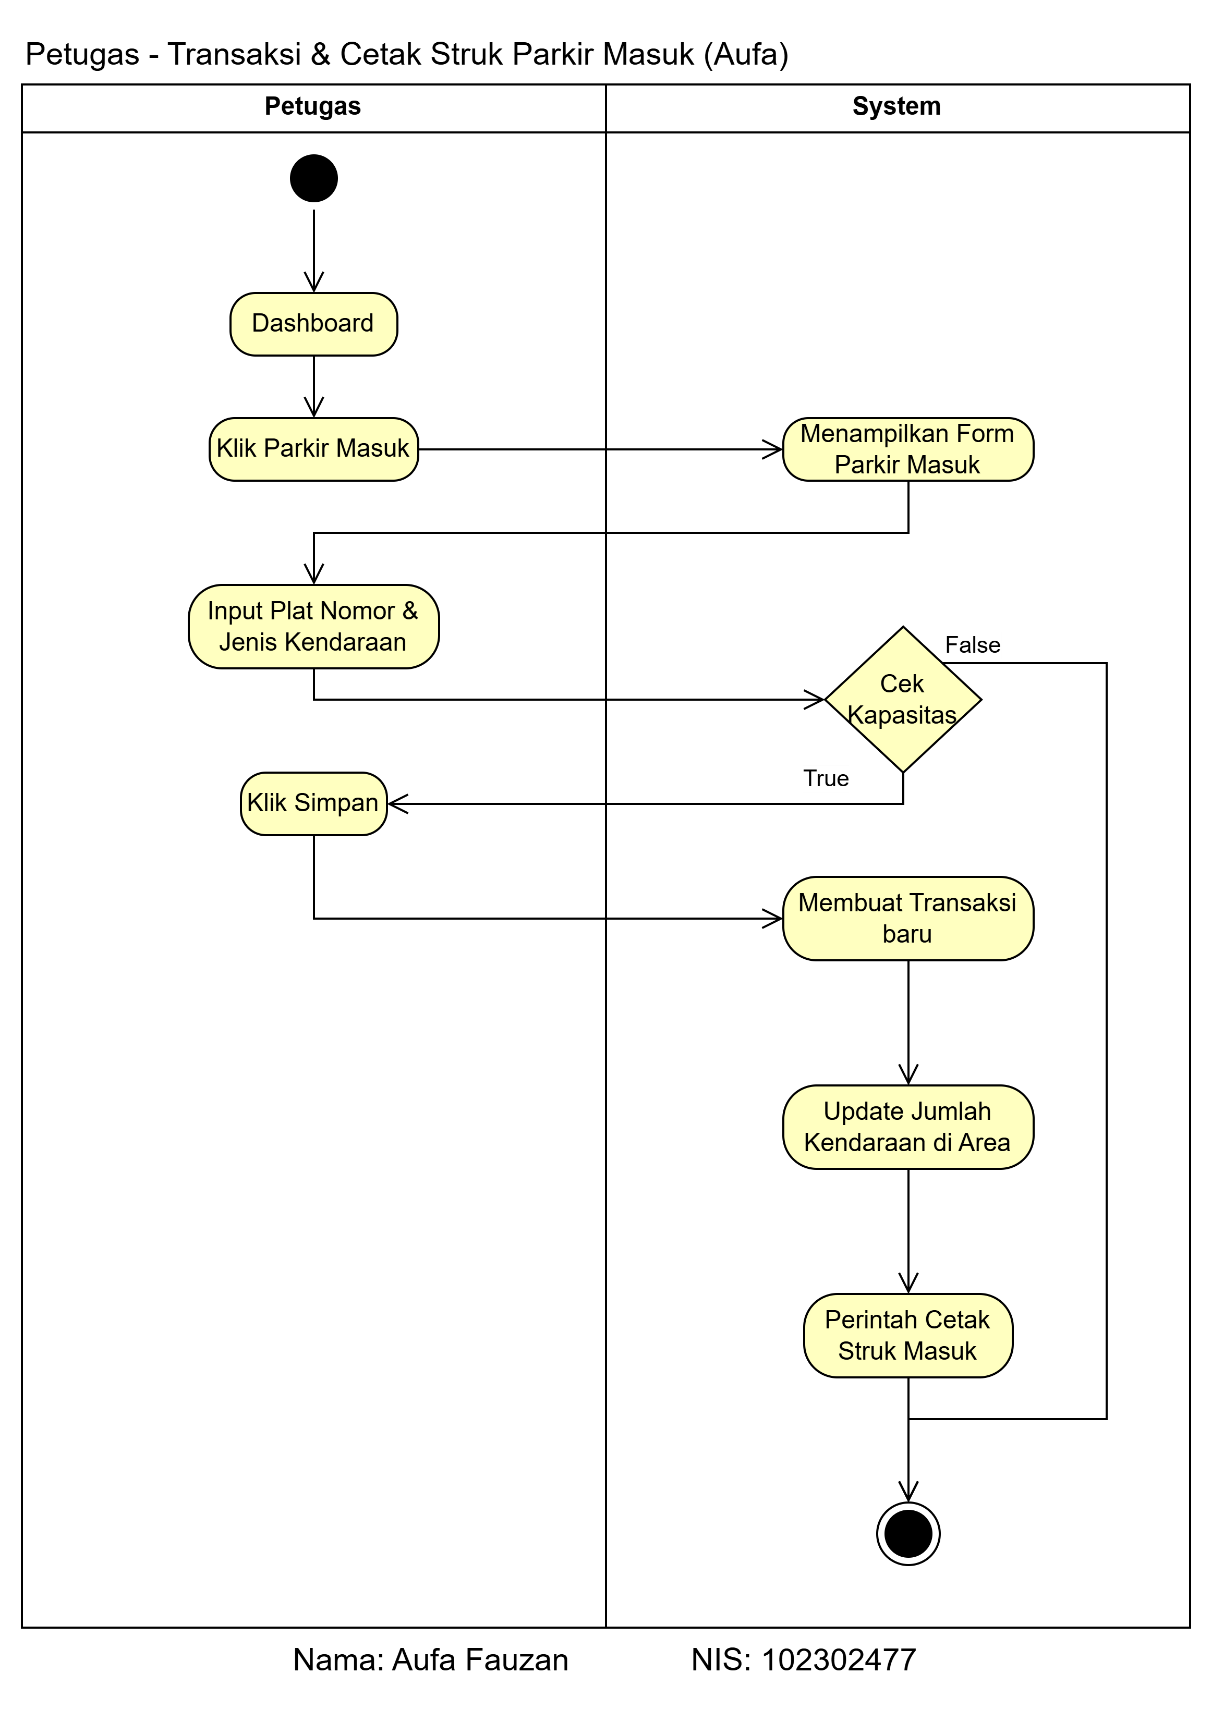 Petugas - Transaksi & Cetak Struk Parkir Masuk (Aufa)
Petugas
System
Dashboard
Klik Parkir Masuk
Menampilkan Form
Parkir Masuk
Input Plat Nomor &
Jenis Kendaraan
False
Cek
Kapasitas
True
Klik Simpan
Membuat Transaksi
baru
Update Jumlah
Kendaraan di Area
Perintah Cetak
Struk Masuk
Nama: Aufa Fauzan
NIS: 102302477